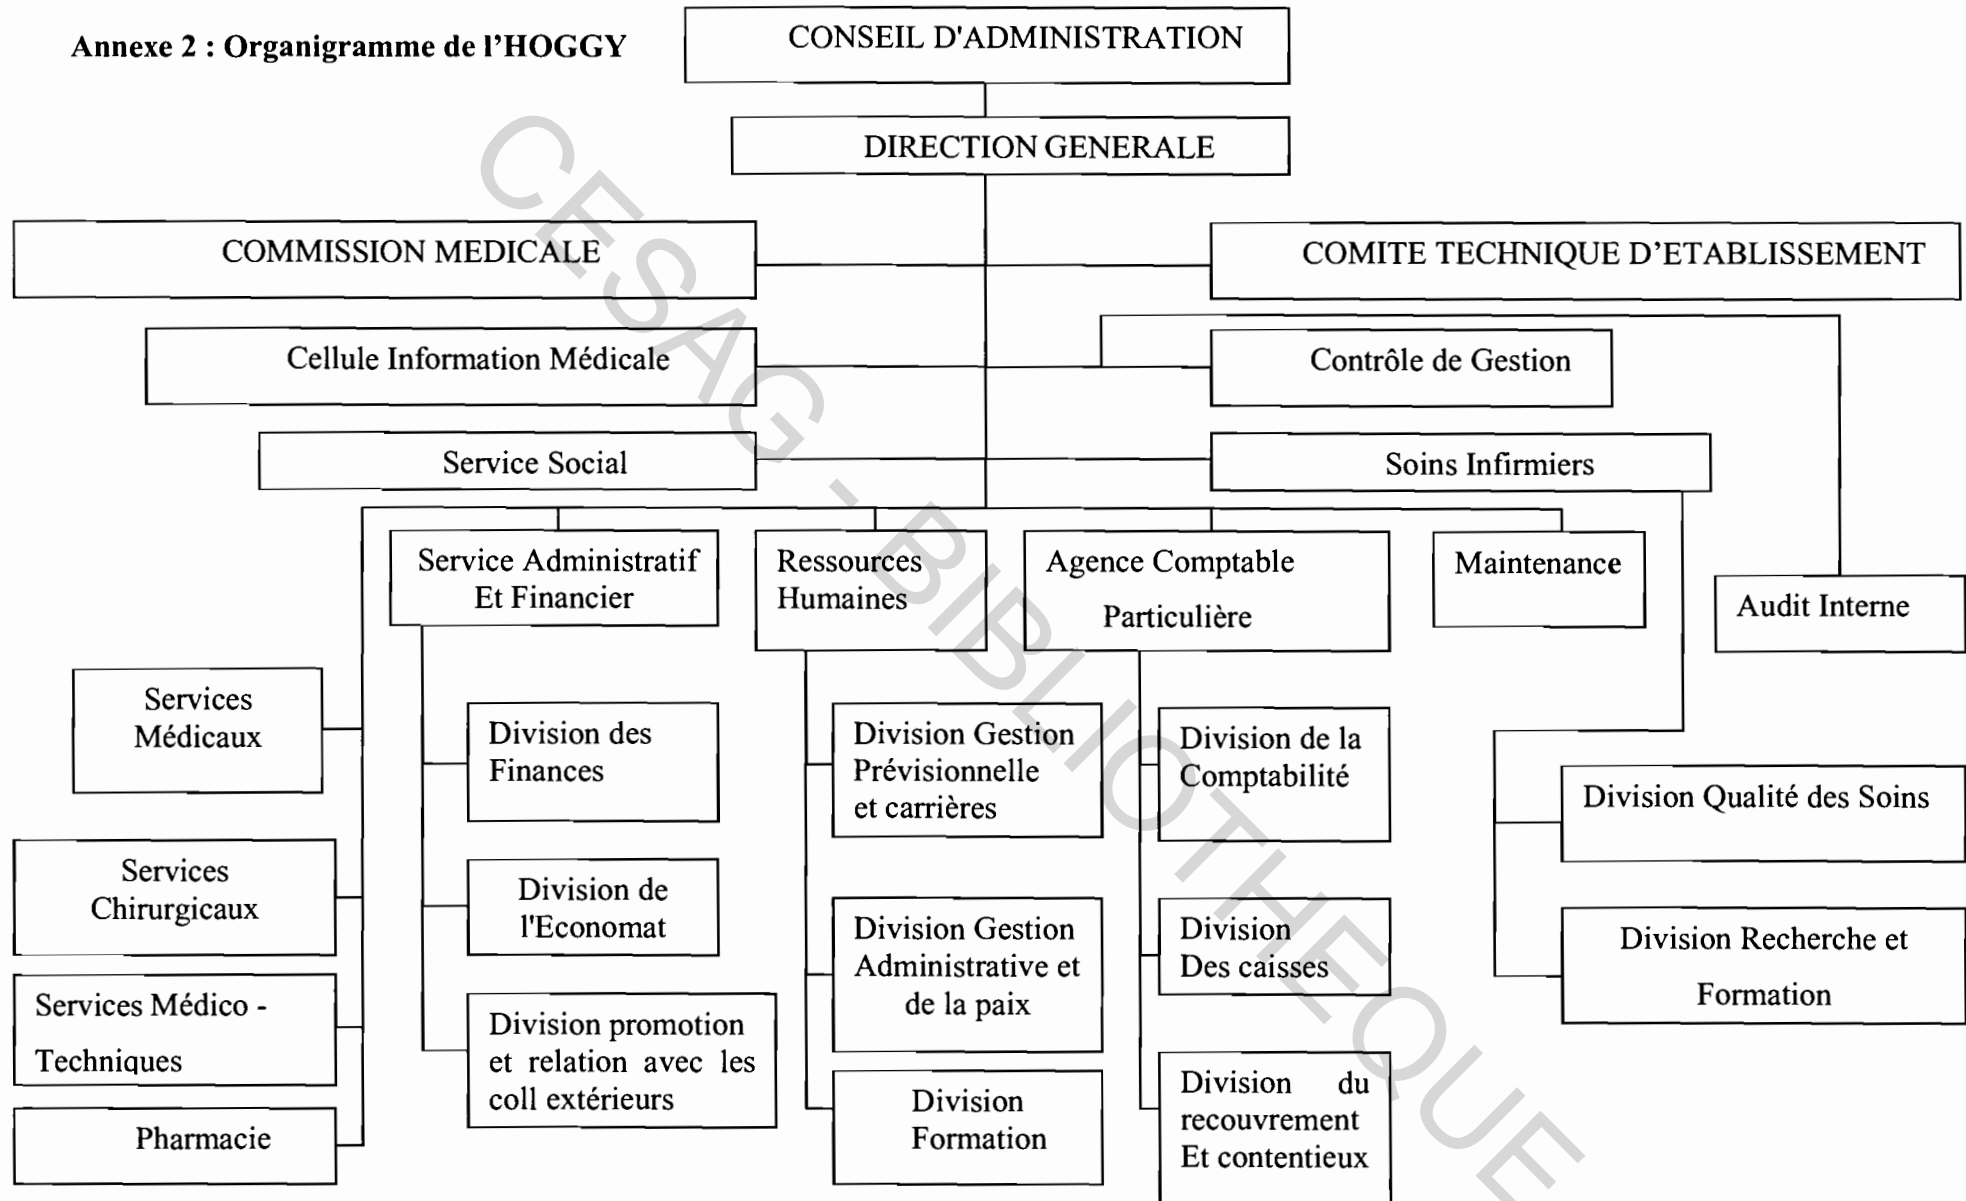 Annexe 2 : Organigramme de l'HOGGY
CONSEIL D'ADMINISTRATION
DIRECTION GENERALE
COMMISSION MEDICALE
COMITE TECHNIQUE D'ETABLISSEMENT
Cellule Information Médicale
Contrôle de Gestion
Service Social
Soins Infirmiers
Service Administratif
Et Financier
Ressources
Humaines
Agence Comptable
Particulière
Maintenance
Audit Interne
Services
Médicaux
Services
Chirurgicaux
Services Médico -
Techniques
Pharmacie
Division des
Finances
Division de
l'Economat
Division promotion
et relation avec les
coll extérieurs
Division Gestion
Prévisionnelle
et carrières
Division Gestion
Administrative et
de la paix
Division
Formation
Division de la
Comptabilité
Division
Des caisses
Division du
recouvrement
Et contentieux
Division Qualité des Soins
Division Recherche et
Formation
CESAG - BIBLIOTHEQUE